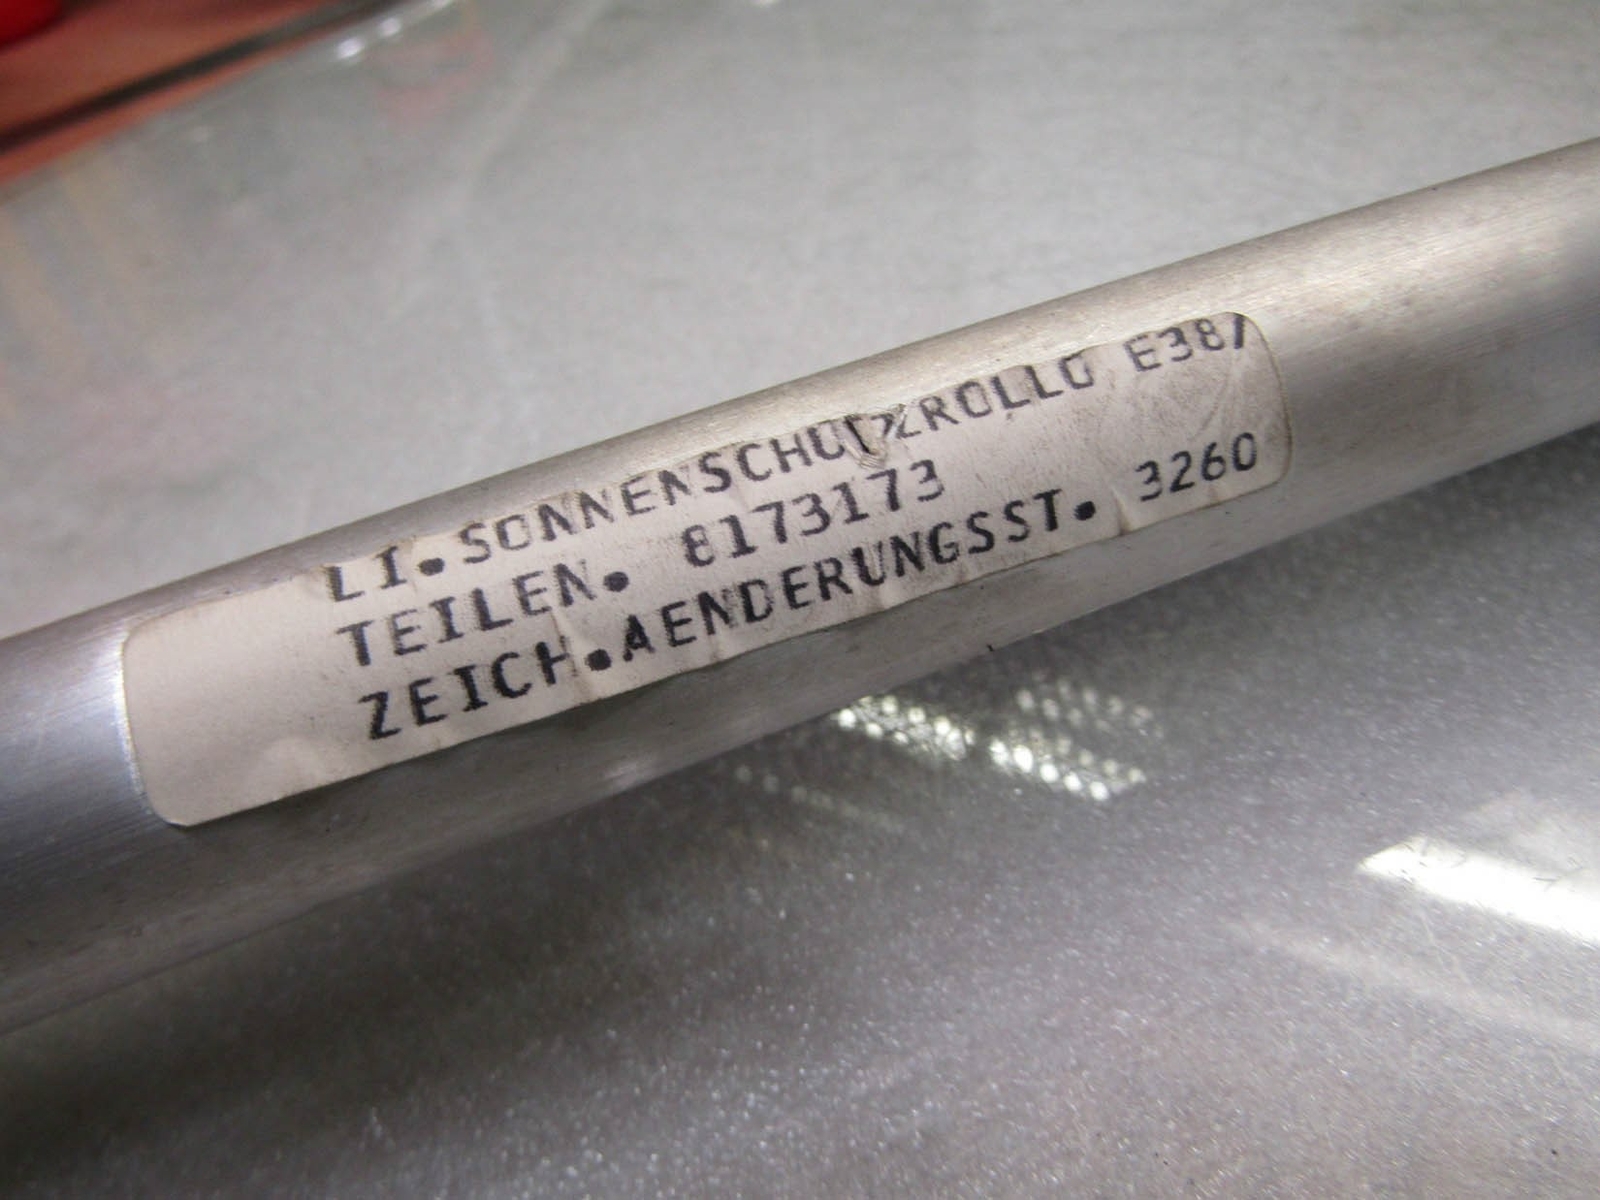 LI.SONNENSCHUTZROLLO E38/
TEILEN. 8173173
ZEICH.AENDERUNGSST. 3260